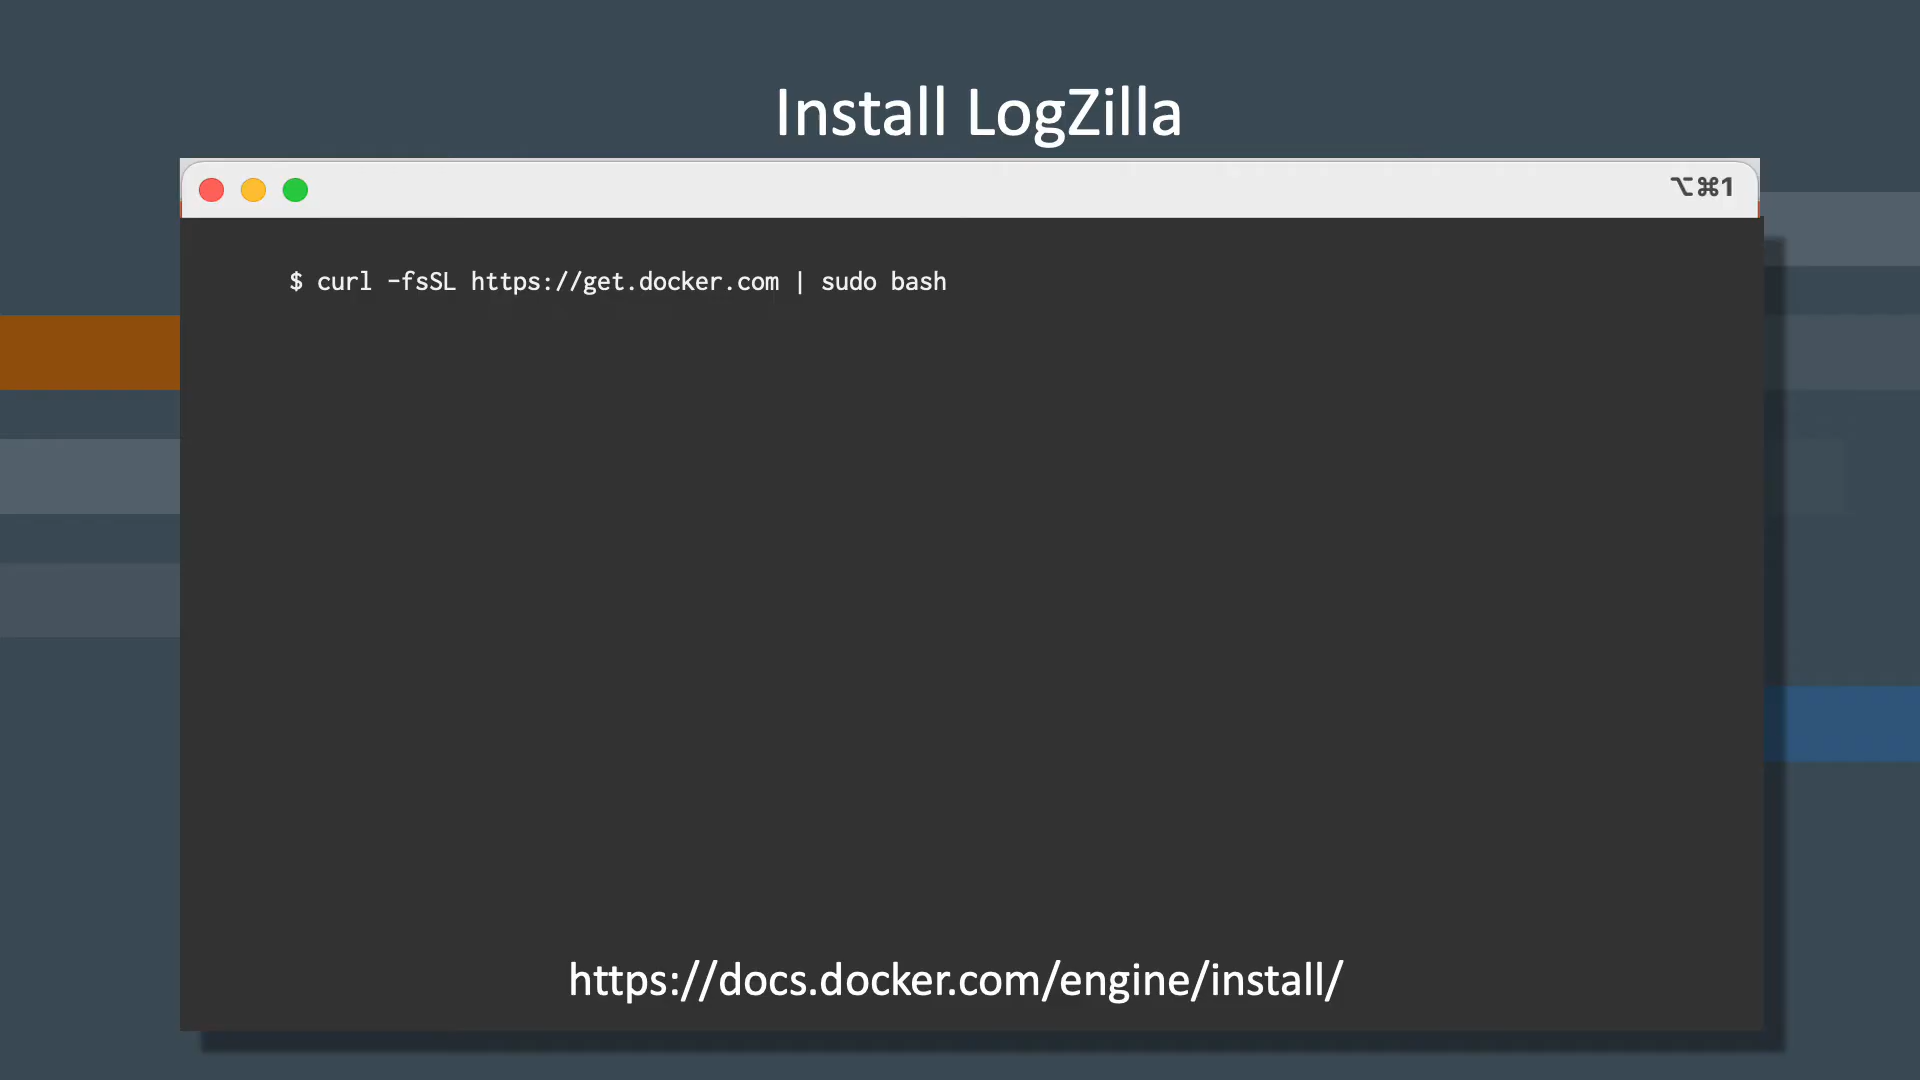 Install LogZilla
⌥⌘1
$ curl -fsSL https://get.docker.com | sudo bash
https://docs.docker.com/engine/install/